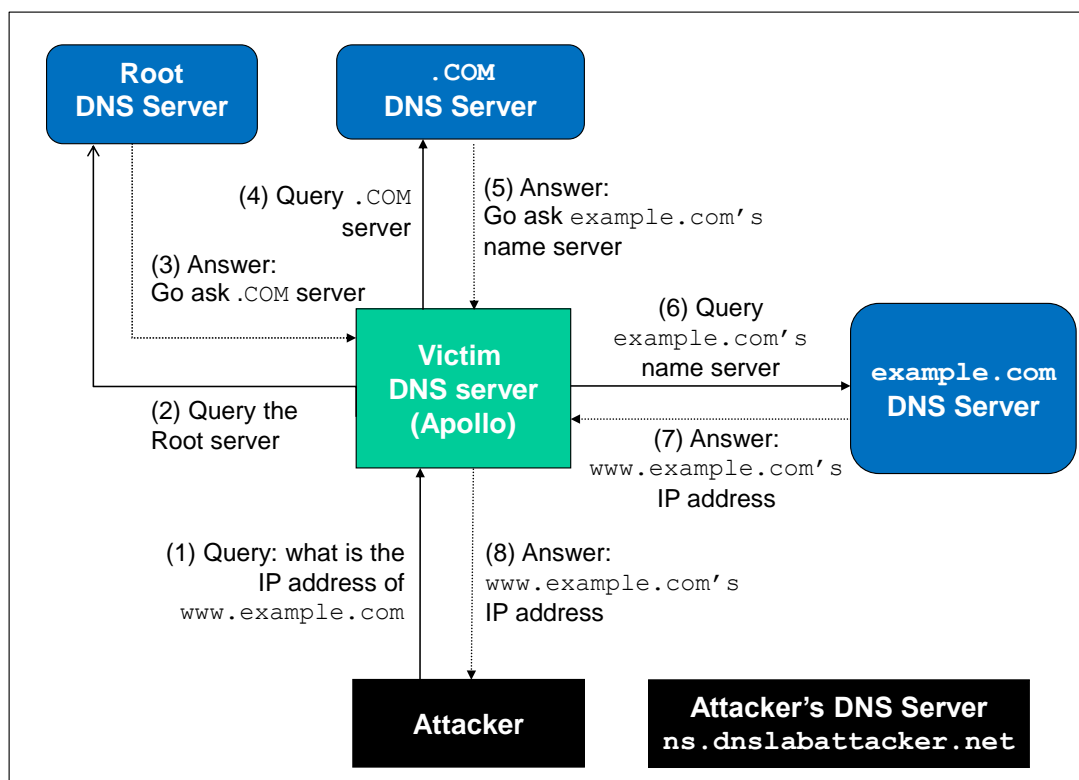 Root
DNS Server
.COM
DNS Server
(4) Query .COM
server
(5) Answer:
Go ask example.com's
name server
(3) Answer:
Go ask .COM server
Victim
DNS server
(Apollo)
(6) Query
example.com's
name server
example.com
DNS Server
(2) Query the
Root server
(7) Answer:
www.example.com's
IP address
(1) Query: what is the
IP address of
www.example.com
(8) Answer:
www.example.com's
IP address
Attacker
Attacker's DNS Server
ns.dnslabattacker.net